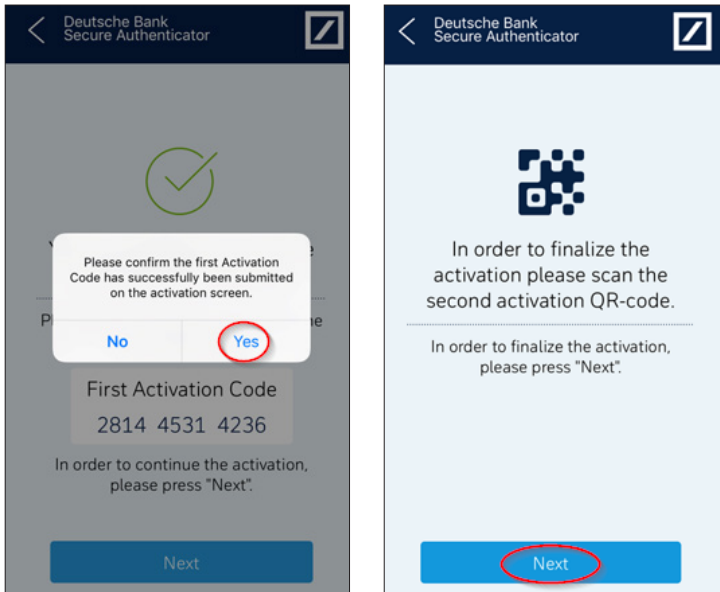 Deutsche Bank
Secure Authenticator
Please confirm the first Activation
Code has successfully been submitted
on the activation screen.
No Yes
First Activation Code
2814 4531 4236
In order to continue the activation,
please press "Next".
Next
Deutsche Bank
Secure Authenticator
In order to finalize the
activation please scan the
second activation QR-code.
In order to finalize the activation,
please press "Next".
Next